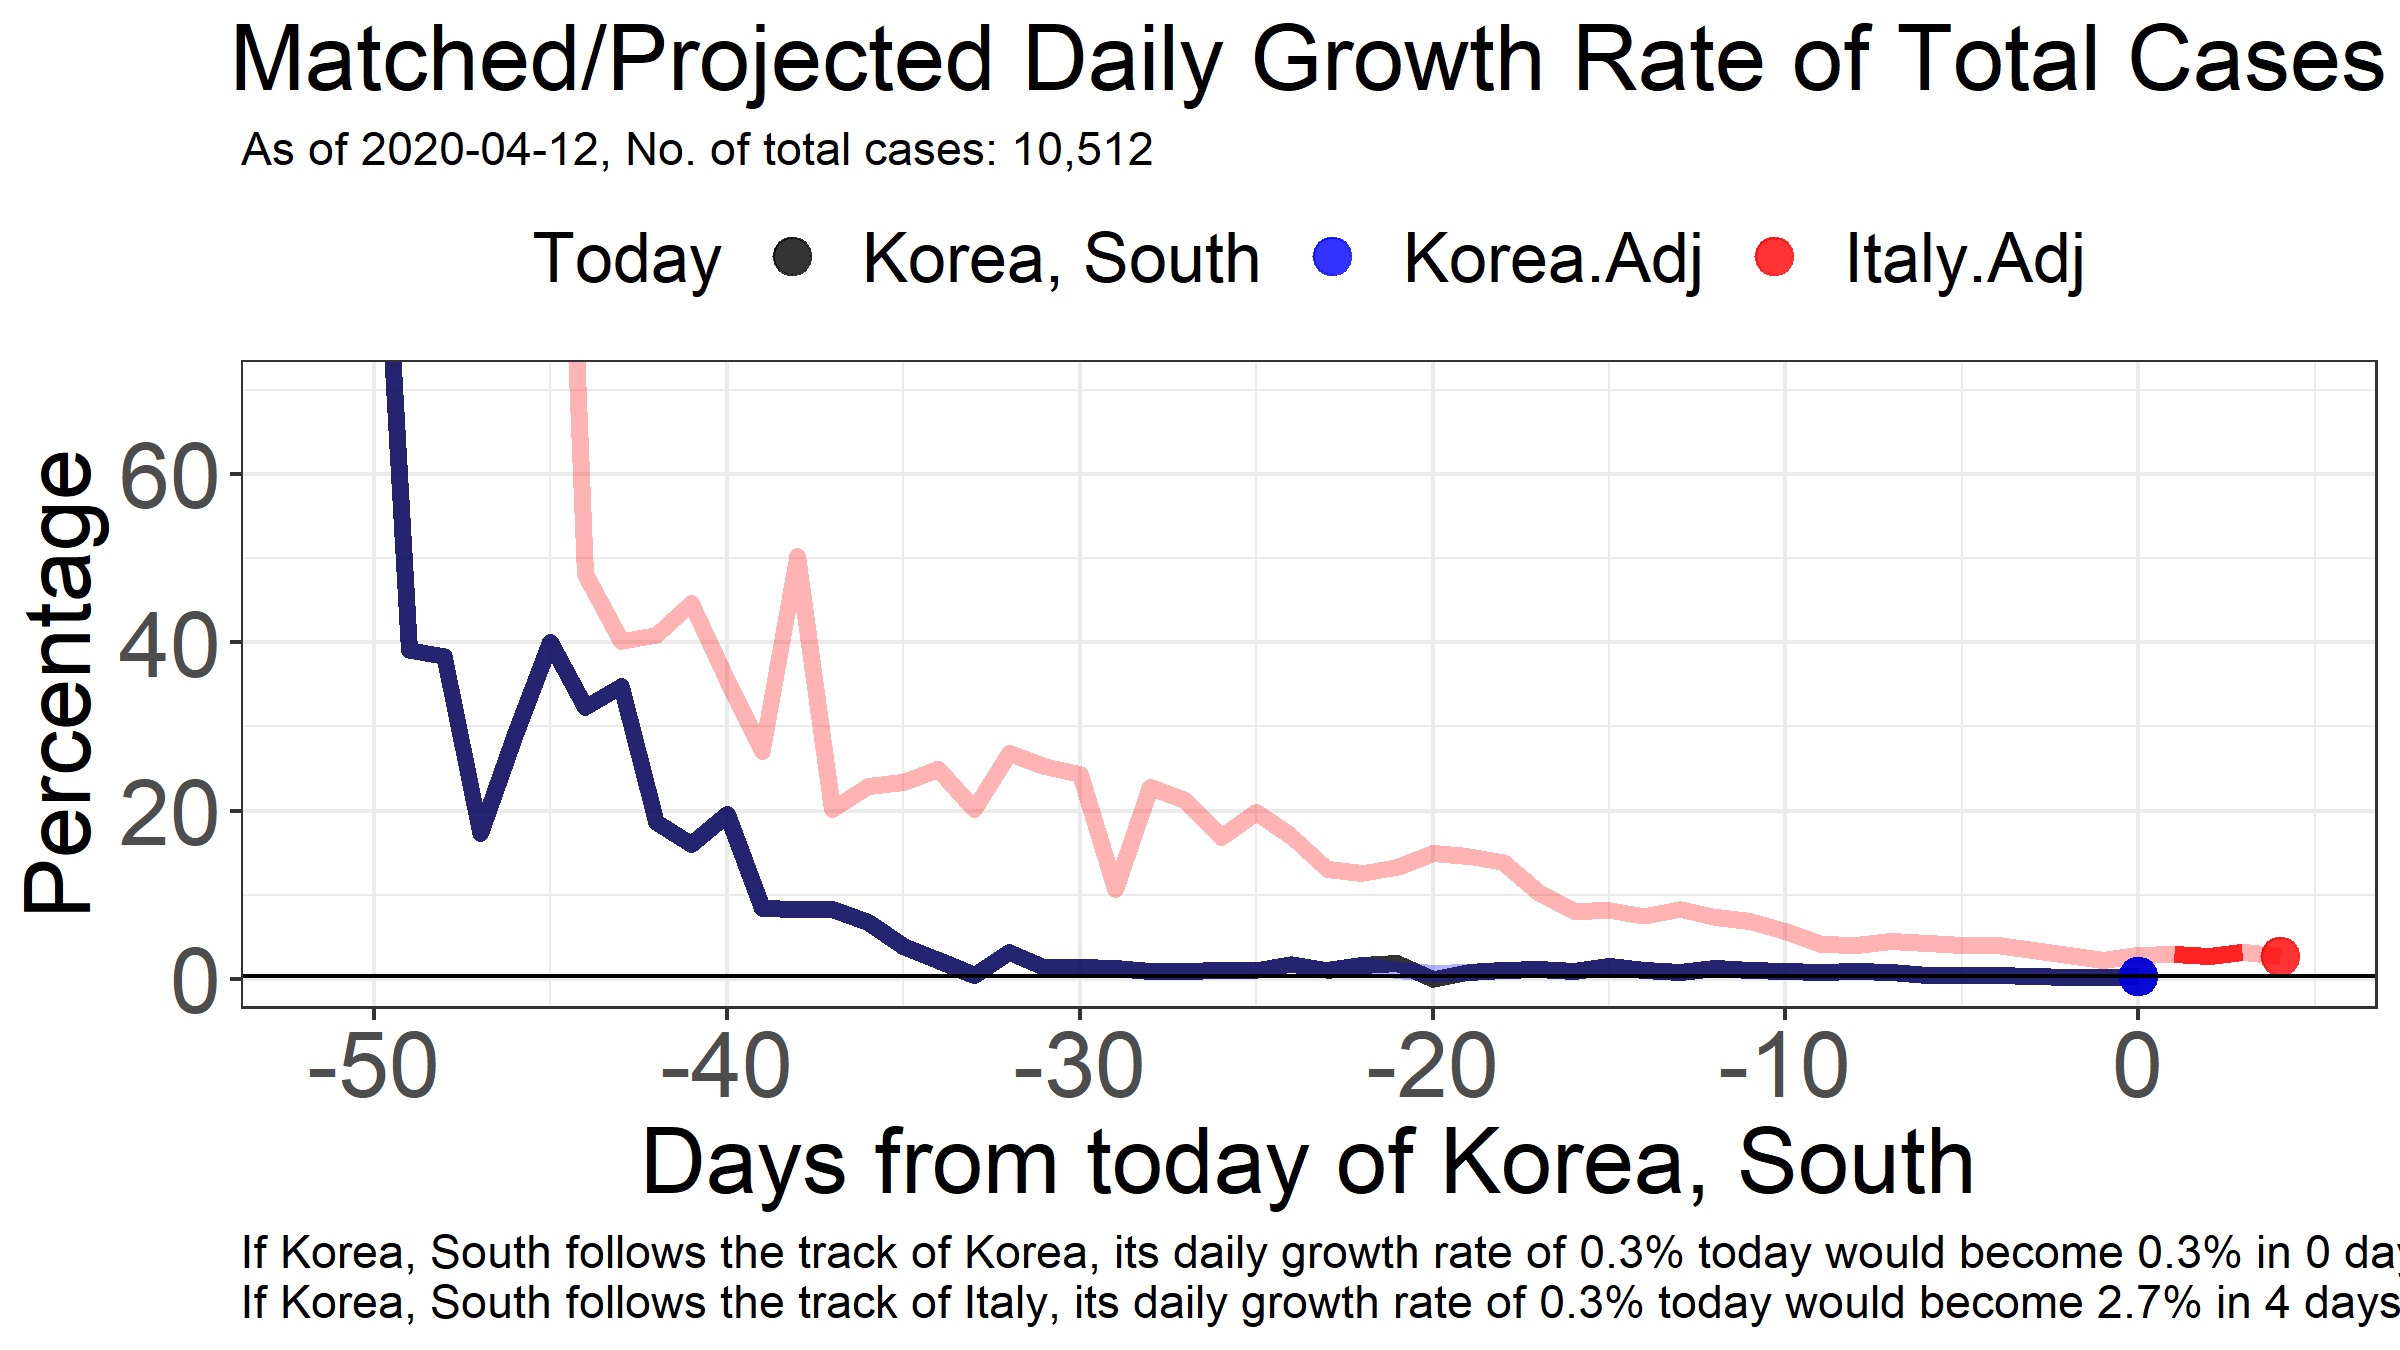 Matched/Projected Daily Growth Rate of Total Cases
As of 2020-04-12, No. of total cases: 10,512
Today Korea, South Korea.Adj Italy.Adj
Percentage
60
40
20
0
-50 -40 -30 -20 -10 0
Days from today of Korea, South
If Korea, South follows the track of Korea, its daily growth rate of 0.3% today would become 0.3% in 0
If Korea, South follows the track of Italy, its daily growth rate of 0.3% today would become 2.7% in 4 days